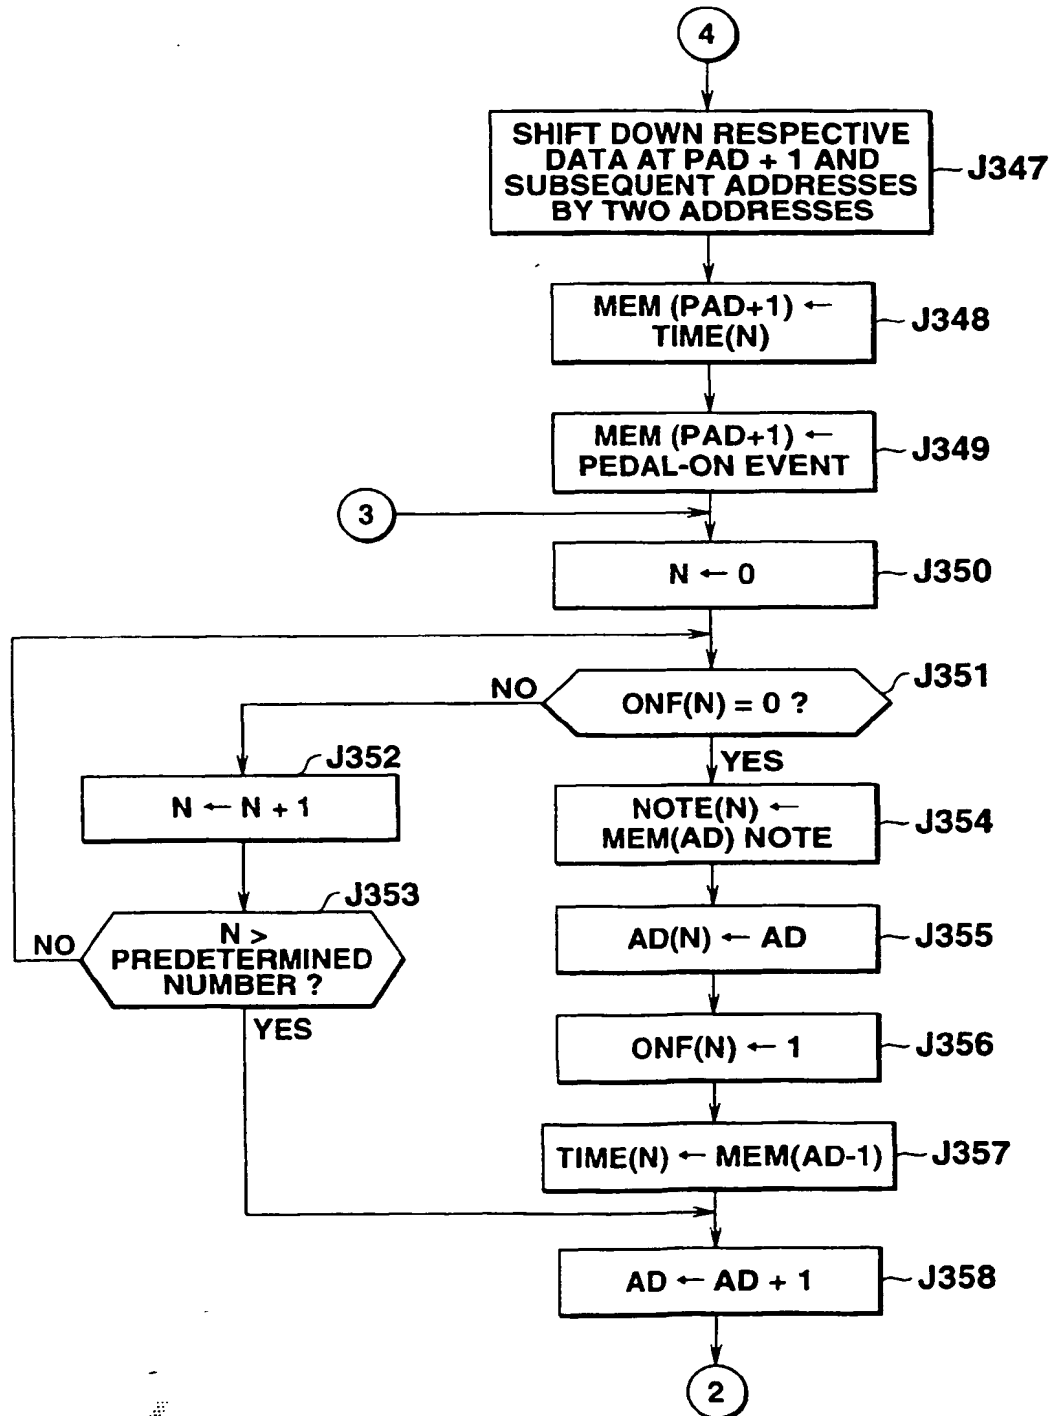 4
SHIFT DOWN RESPECTIVE
DATA AT PAD + 1 AND
SUBSEQUENT ADDRESSES
BY TWO ADDRESSES
J347
MEM (PAD+1) ←
TIME(N)
J348
MEM (PAD+1) ←
PEDAL-ON EVENT
J349
3
N ← 0
J350
ONF(N) = 0 ?
J351
NO
YES
J352
N ← N + 1
J353
N >
PREDETERMINED
NUMBER ?
NO
YES
NOTE(N) ←
MEM(AD) NOTE
J354
AD(N) ← AD
J355
ONF(N) ← 1
J356
TIME(N) ← MEM(AD-1)
J357
AD ← AD + 1
J358
2